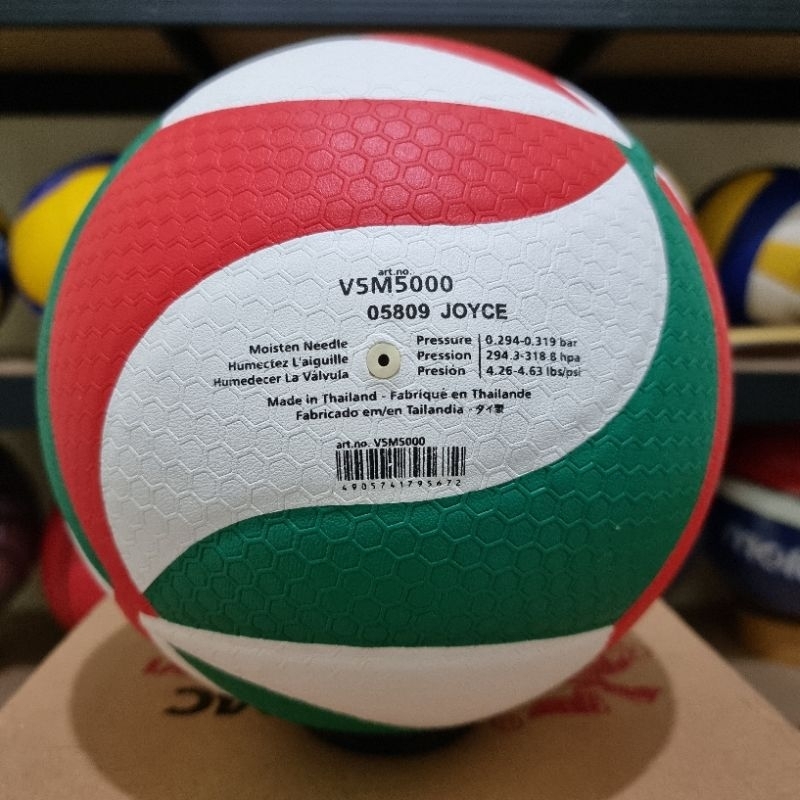 art.no.
V5M5000
05809 JOYCE
Moisten Needle
Humectez L'aiguille
Humedecer La Válvula
Pressure 0.294-0.319 bar
Pression 294.3-318.8 hpa
Presión 4.26-4.63 lbs/psi
Made in Thailand - Fabriqué en Thaïlande
Fabricado em/en Tailandia - タイ製
art.no. V5M5000
4905741795672